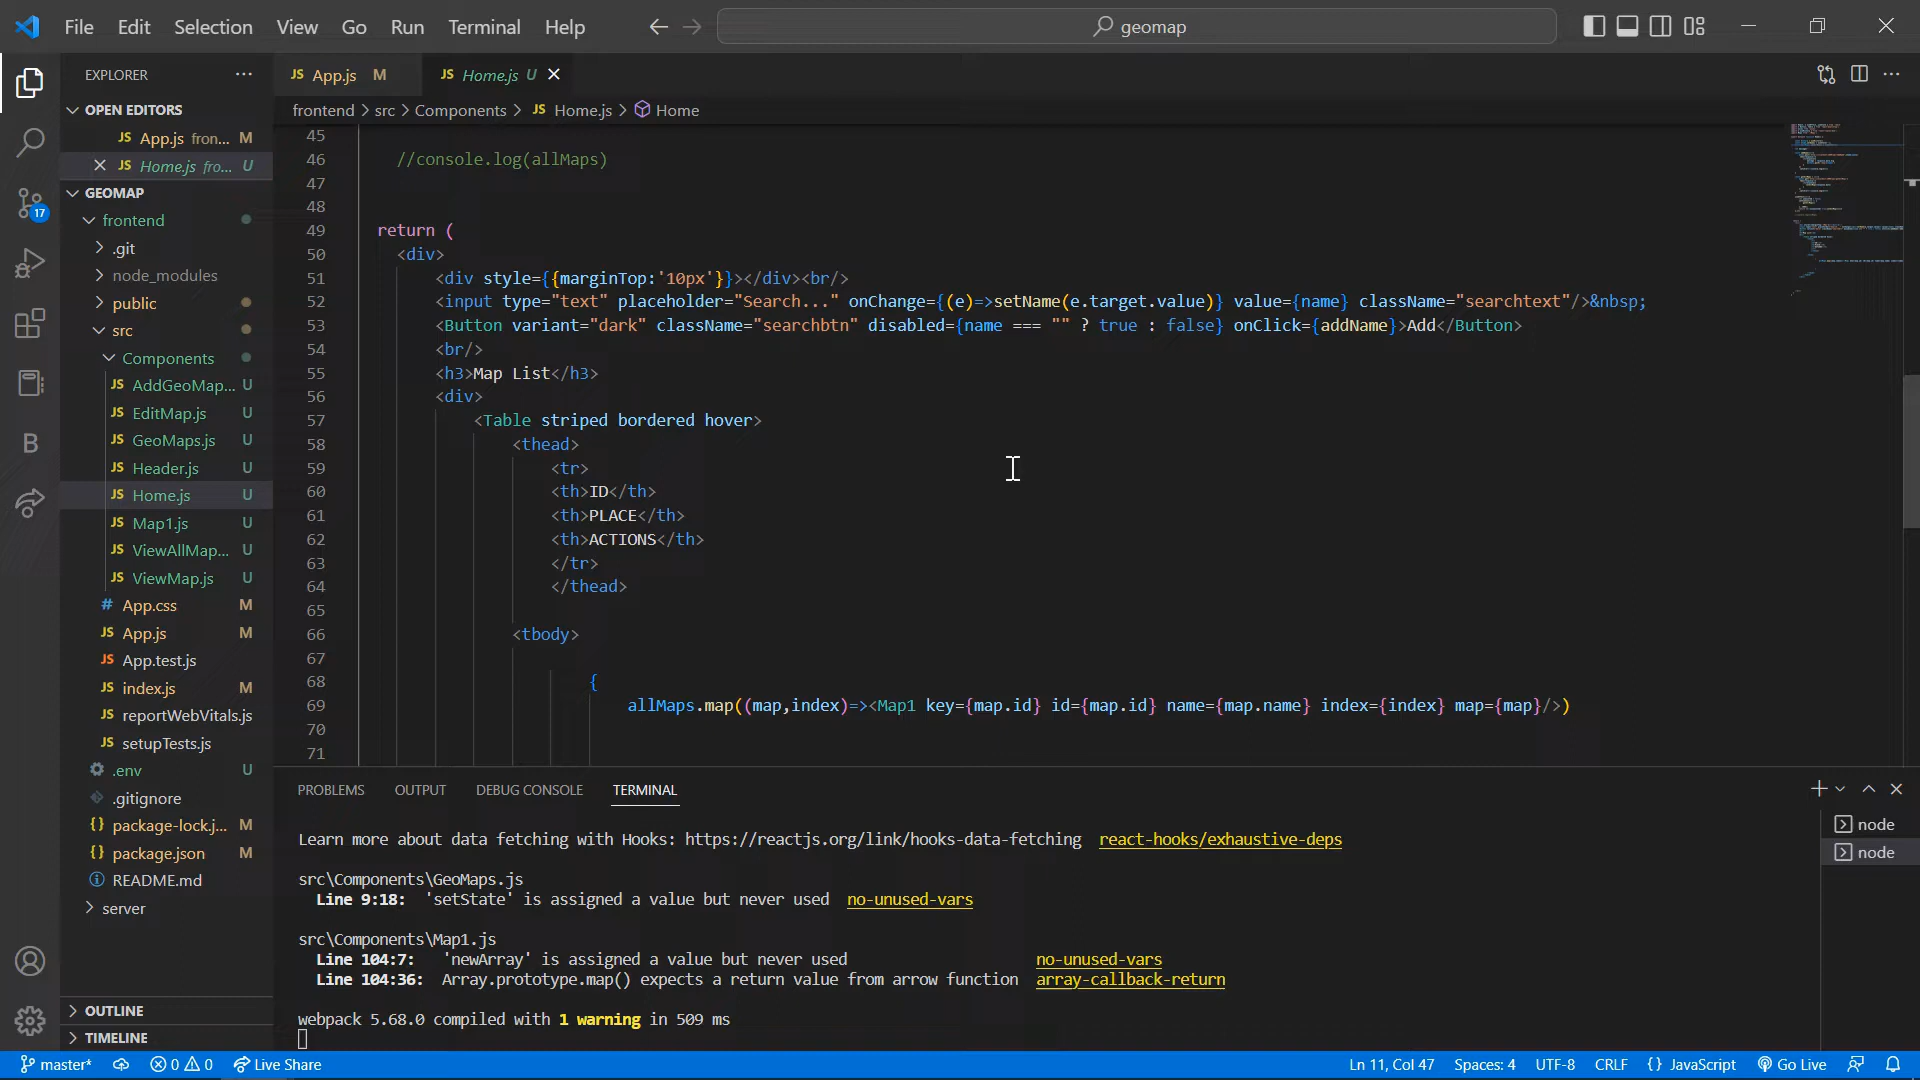 File Edit Selection View Go Run Terminal Help
geomap
EXPLORER
OPEN EDITORS
JS App.js fron... M
JS Home.js fro... U
GEOMAP
frontend
.git
node_modules
public
src
Components
JS AddGeoMap... U
JS EditMap.js U
JS GeoMaps.js U
JS Header.js U
JS Home.js U
JS Map1.js U
JS ViewAllMap... U
JS ViewMap.js U
# App.css M
JS App.js M
JS App.test.js
JS index.js M
JS reportWebVitals.js
JS setupTests.js
.env U
.gitignore
{} package-lock.j... M
{} package.json M
README.md
server
OUTLINE
TIMELINE
17
B
JS App.js M
JS Home.js U
frontend > src > Components > JS Home.js > Home
45
46 //console.log(allMaps)
47
48
49 return (
50 <div>
51 <div style={{marginTop:'10px'}}></div><br/>
52 <input type="text" placeholder="Search..." onChange={(e)=>setName(e.target.value)} value={name} className="searchtext"/>&nbsp;
53 <Button variant="dark" className="searchbtn" disabled={name === "" ? true : false} onClick={addName}>Add</Button>
54 <br/>
55 <h3>Map List</h3>
56 <div>
57 <Table striped bordered hover>
58 <thead>
59 <tr>
60 <th>ID</th>
61 <th>PLACE</th>
62 <th>ACTIONS</th>
63 </tr>
64 </thead>
65
66 <tbody>
67
68 {
69 allMaps.map((map,index)=><Map1 key={map.id} id={map.id} name={map.name} index={index} map={map}/>)
70
71
PROBLEMS OUTPUT DEBUG CONSOLE TERMINAL
Learn more about data fetching with Hooks: https://reactjs.org/link/hooks-data-fetching react-hooks/exhaustive-deps
src\Components\GeoMaps.js
Line 9:18: 'setState' is assigned a value but never used no-unused-vars
src\Components\Map1.js
Line 104:7: 'newArray' is assigned a value but never used no-unused-vars
Line 104:36: Array.prototype.map() expects a return value from arrow function array-callback-return
webpack 5.68.0 compiled with 1 warning in 509 ms
node
node
master* 0 0 Live Share Ln 11, Col 47 Spaces: 4 UTF-8 CRLF {} JavaScript Go Live